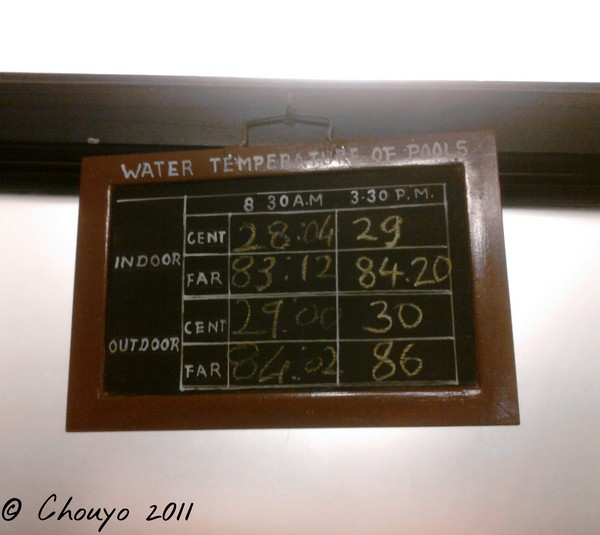 WATER TEMPERATURE OF POOLS
8 30 A.M 3.30 P.M.
INDOOR
CENT 28:04 29
FAR 83:12 84.20
OUTDOOR
CENT 29:00 30
FAR 84:02 86
© Chouyo 2011